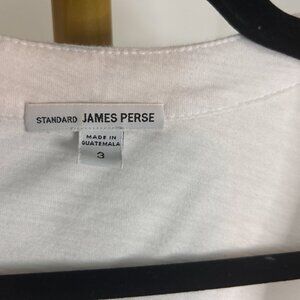 STANDARD JAMES PERSE
MADE IN
GUATEMALA
3